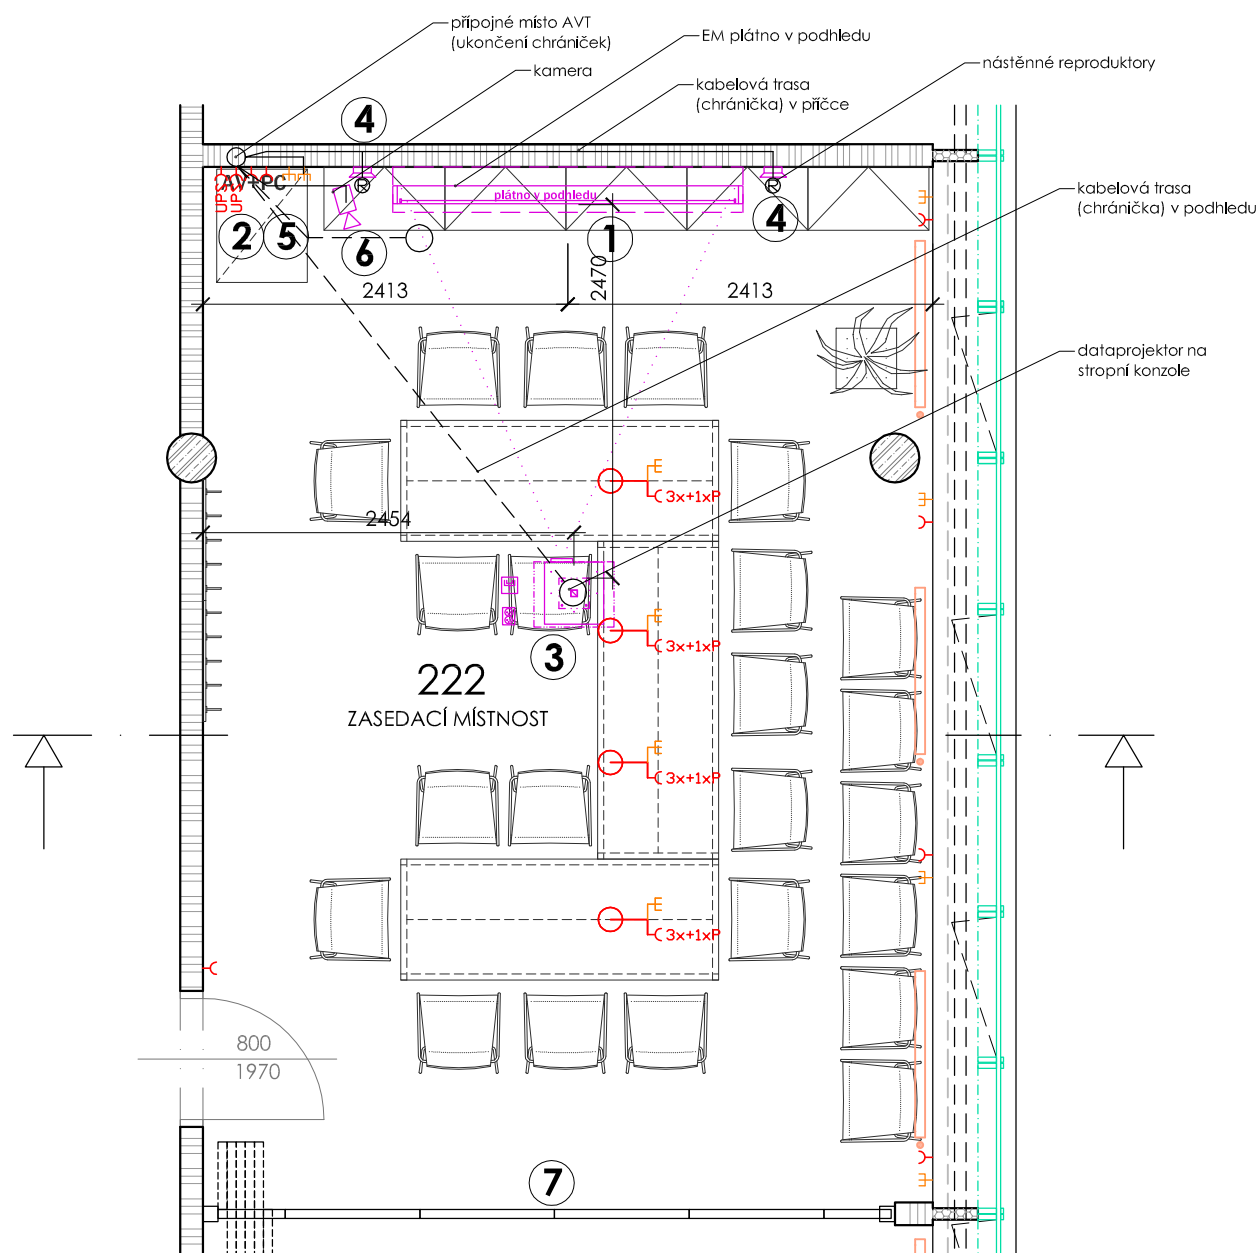 přípojné místo AVT
(ukončení chrániček)
EM plátno v podhledu
kamera
kabelová trasa
(chránička) v příčce
nástěnné reproduktory
4
AV+PC
UPS
UPS
R
plátno v podhledu
R
kabelová trasa
(chránička) v podhledu
2
5
6
1
4
2413
2470
2413
dataprojektor na
stropní konzole
3x+1xP
2454
3x+1xP
3
222
ZASEDACÍ MÍSTNOST
3x+1xP
3x+1xP
800
1970
7